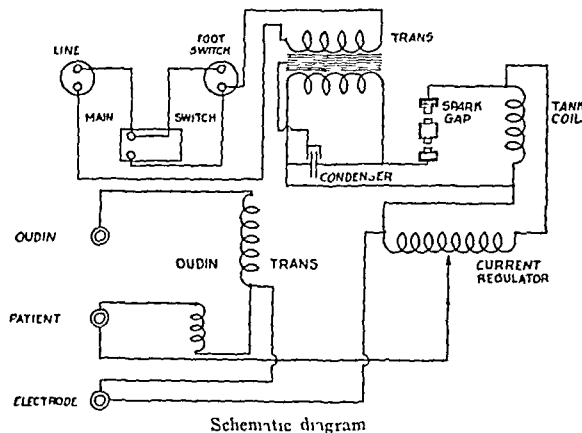 LINE
FOOT
SWITCH
TRANS
MAIN
SWITCH
SPARK
GAP
TANK
COIL
CONDENSER
OUDIN
OUDIN TRANS
CURRENT
REGULATOR
PATIENT
ELECTRODE
Schematic diagram